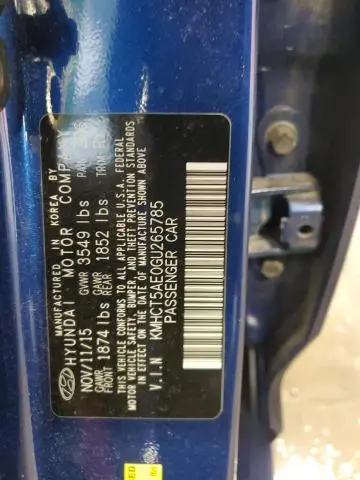 MANUFACTURED IN KOREA BY
HYUNDAI MOTOR COMPANY
NOV/11/15 GVWR 3549 lbs
GAWR FRONT 1874 lbs GAWR REAR 1852 lbs
THIS VEHICLE CONFORMS TO ALL APPLICABLE U.S.A. FEDERAL
MOTOR VEHICLE SAFETY, BUMPER, AND THEFT PREVENTION STANDARDS
IN EFFECT ON THE DATE OF MANUFACTURE SHOWN ABOVE.
V.I.N KMHCT5AE0GU265785
PASSENGER CAR